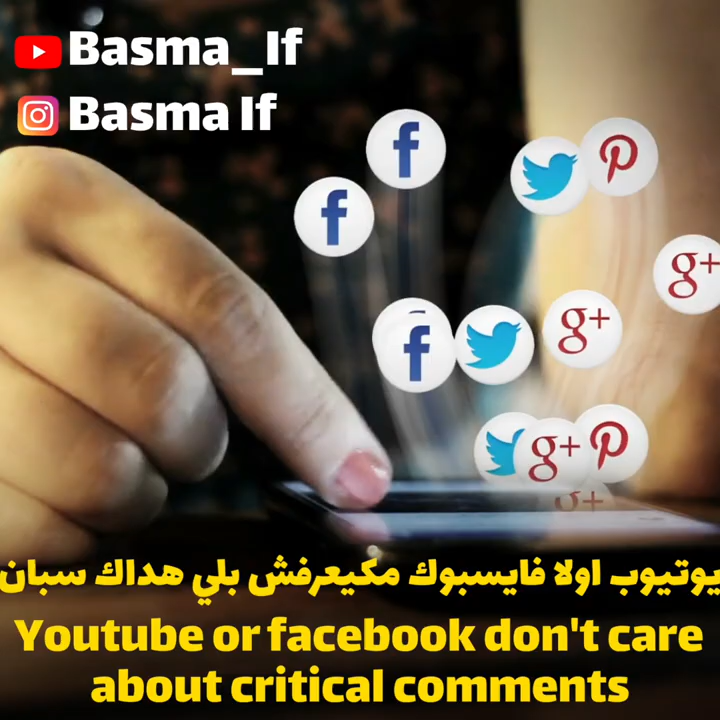 Basma_If
Basma If
f
f
f
g+
g+
g+
g+
يوتيوب اولا فايسبوك مكيعرفش بلي هداك سبان
Youtube or facebook don't care
about critical comments